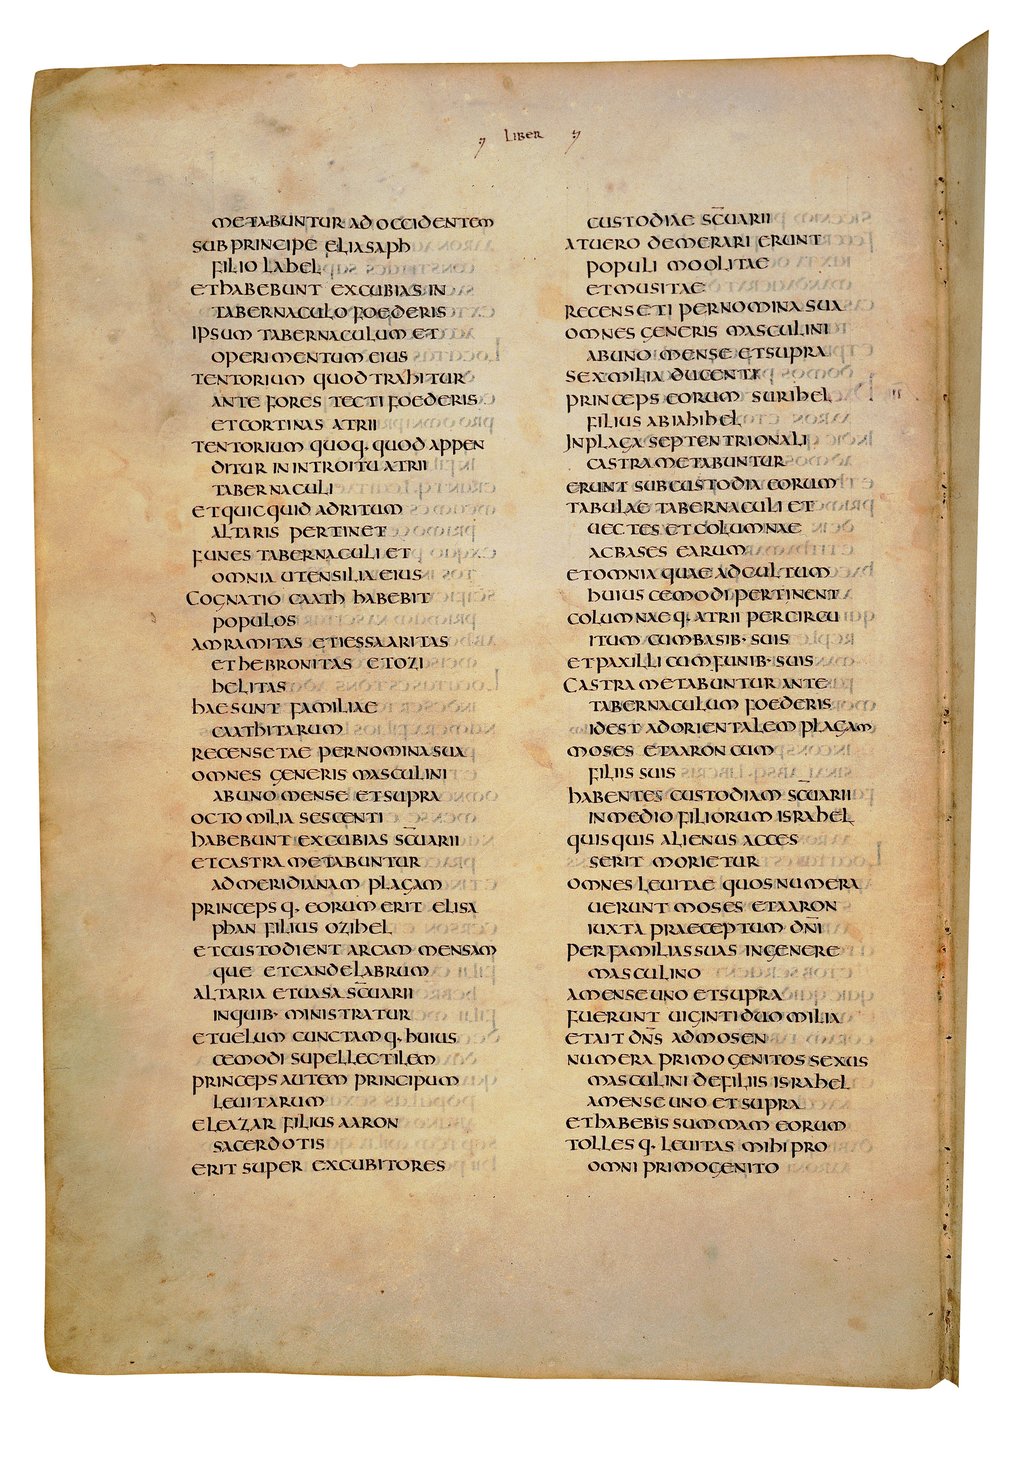 LIBER
METABUNTUR AD OCCIDENTEM
SUB PRINCIPE ELIASAPH
FILIO LAHEL
ET HABEBUNT EXCUBIAS IN
TABERNACULO FOEDERIS
IPSUM TABERNACULUM ET
OPERIMENTUM EIUS
TENTORIUM QUOD TRAHITUR
ANTE FORES TECTI FOEDERIS
ET CORTINAS ATRII
TENTORIUM QUOQ· QUOD APPEN
DITUR IN INTROITU ATRII
TABERNACULI
ET QUICQUID AD RITUM
ALTARIS PERTINET
FUNES TABERNACULI ET
OMNIA UTENSILIA EIUS
COGNATIO CAATH HABEBIT
POPULOS
AMRAMITAS ET IESSAARITAS
ET HEBRONITAS ET OZI
HELITAS
HAE SUNT FAMILIAE
CAATHITARUM
RECENSETAE PER NOMINA SUA
OMNES GENERIS MASCULINI
AB UNO MENSE ET SUPRA
OCTO MILIA SESCENTI
HABEBUNT EXCUBIAS SC̅UARII
ET CASTRA METABUNTUR
AD MERIDIANAM PLAGAM
PRINCEPSQ· EORUM ERIT ELISA
PHAN FILIUS OZIHEL
ET CUSTODIENT ARCAM MENSAM
QUE ET CANDELABRUM
ALTARIA ET UASA SC̅UARII
IN QUIB· MINISTRATUR
ET UELUM CUNCTAMQ· HUIUS
CEMODI SUPELLECTILEM
PRINCEPS AUTEM PRINCIPUM
LEUITARUM
ELEAZAR FILIUS AARON
SACERDOTIS
ERIT SUPER EXCUBITORES
CUSTODIAE SC̅UARII
AT UERO DE MERARI ERUNT
POPULI MOOLITAE
ET MUSITAE
RECENSETI PER NOMINA SUA
OMNES GENERIS MASCULINI
AB UNO MENSE ET SUPRA
SEX MILIA DUCENTI
PRINCEPS EORUM SURIHEL
FILIUS ABIAHIHEL
IN PLAGA SEPTENTRIONALI
CASTRA METABUNTUR
ERUNT SUB CUSTODIA EORUM
TABULAE TABERNACULI ET
UECTES ET COLUMNAE
AC BASES EARUM
ET OMNIA QUAE AD CULTUM
HUIUSCEMODI PERTINENT
COLUMNAEQ· ATRII PER CIRCU
ITUM CUM BASIB· SUIS
ET PAXILLI CUM FUNIB· SUIS
CASTRA METABUNTUR ANTE
TABERNACULUM FOEDERIS
ID EST AD ORIENTALEM PLAGAM
MOSES ET AARON CUM
FILIIS SUIS
HABENTES CUSTODIAM SC̅UARII
IN MEDIO FILIORUM ISRAHEL
QUISQUIS ALIENUS ACCES
SERIT MORIETUR
OMNES LEUITAE QUOS NUMERA
UERUNT MOSES ET AARON
IUXTA PRAECEPTUM DN̅I
PER FAMILIAS SUAS IN GENERE
MASCULINO
A MENSE UNO ET SUPRA
FUERUNT UIGINTI DUO MILIA
ET AIT DN̅S AD MOSEN
NUMERA PRIMOGENITOS SEXUS
MASCULINI DE FILIIS ISRAHEL
A MENSE UNO ET SUPRA
ET HABEBIS SUMMAM EORUM
TOLLESQ· LEUITAS MIHI PRO
OMNI PRIMOGENITO